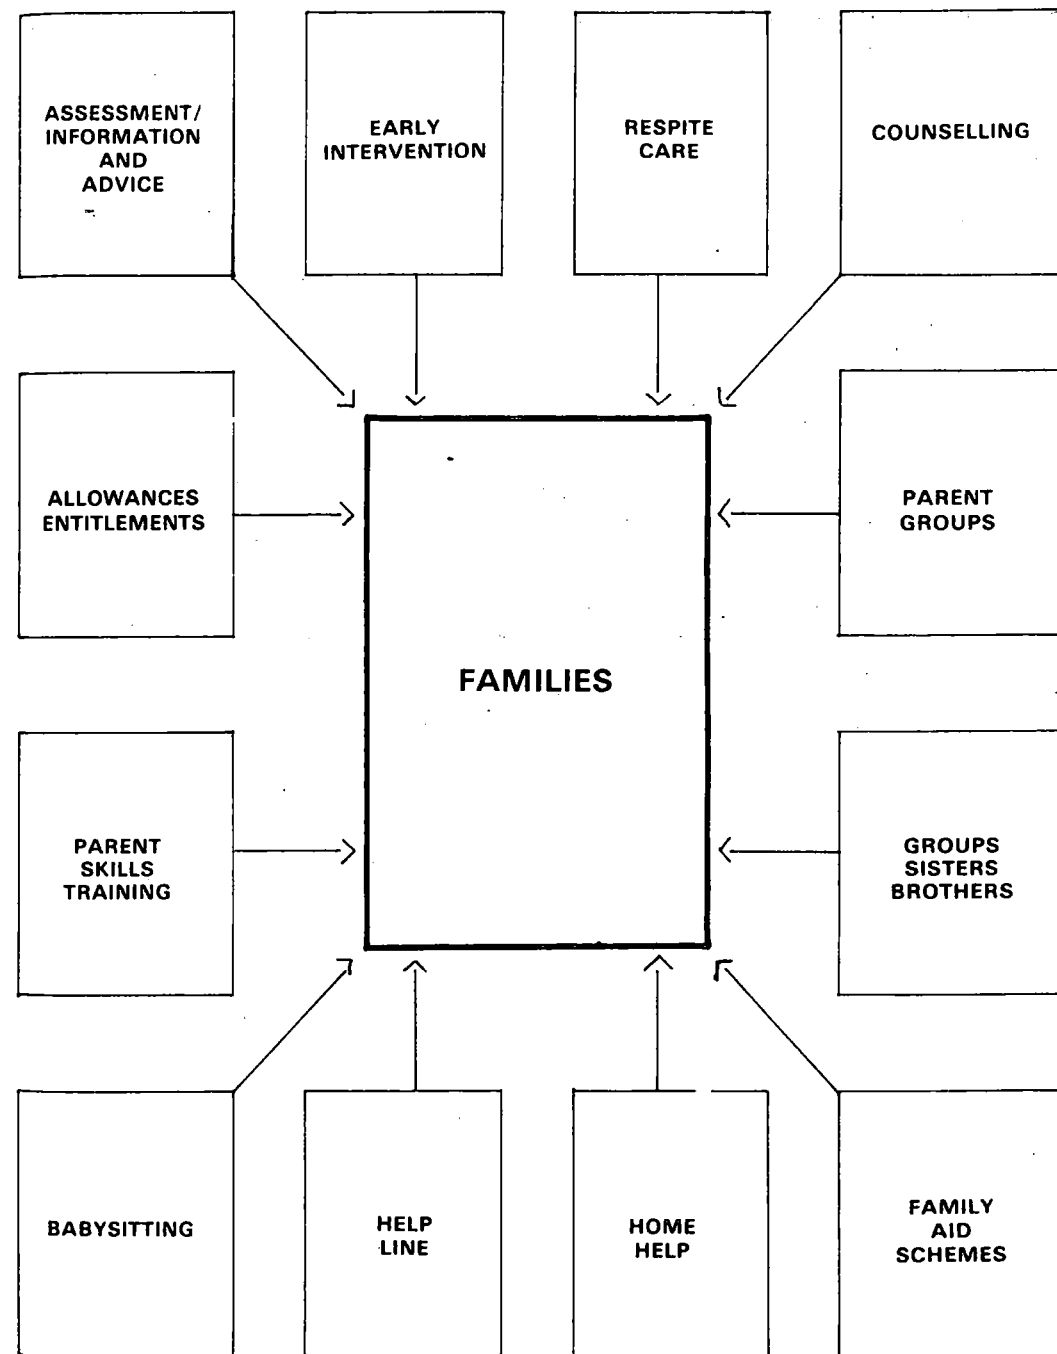 ASSESSMENT/
INFORMATION
AND
ADVICE
EARLY
INTERVENTION
RESPITE
CARE
COUNSELLING
ALLOWANCES
ENTITLEMENTS
PARENT
GROUPS
FAMILIES
PARENT
SKILLS
TRAINING
GROUPS
SISTERS
BROTHERS
BABYSITTING
HELP
LINE
HOME
HELP
FAMILY
AID
SCHEMES